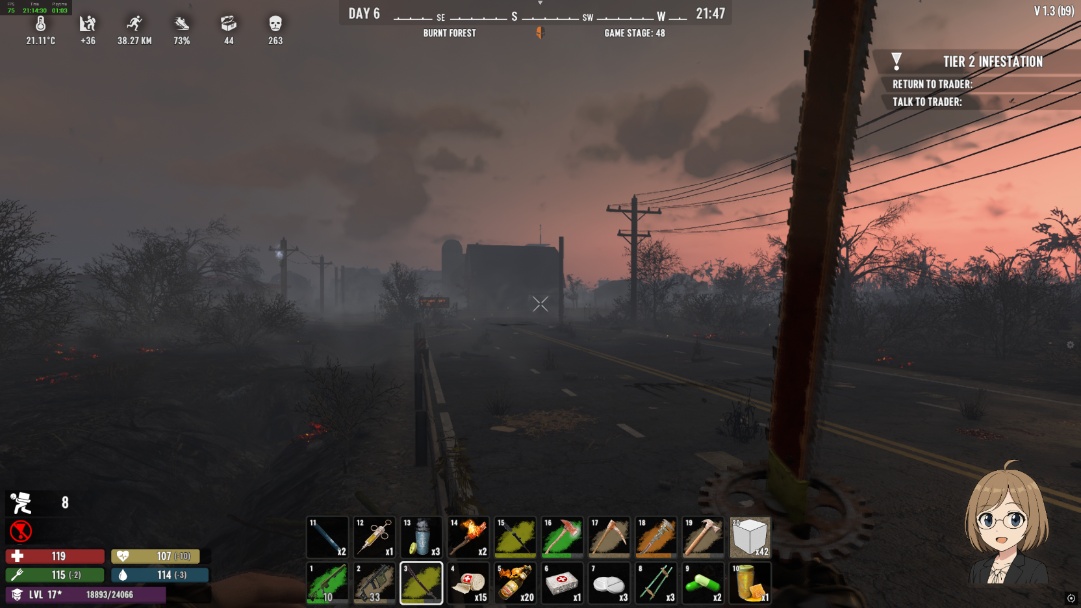 DAY 6
SE
S
SW
W
21:47
V 1.3 (b9)
BURNT FOREST
GAME STAGE: 48
21.11°C
+36
38.27 KM
73%
44
263
TIER 2 INFESTATION
RETURN TO TRADER:
TALK TO TRADER:
8
119
107 (-10)
115 (-2)
114 (-3)
LVL 17*
18893/24066
11
x2
12
x1
13
x3
14
x2
15
16
17
18
19
x42
1
10
2
33
3
4
x15
5
x20
6
x1
7
x3
8
x3
9
x2
10
x1